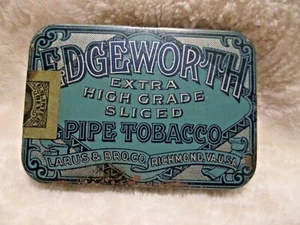 EDGEWORTH
EXTRA
HIGH GRADE
SLICED
PIPE TOBACCO
LARUS & BRO.CO. RICHMOND,VA.U.S.A.